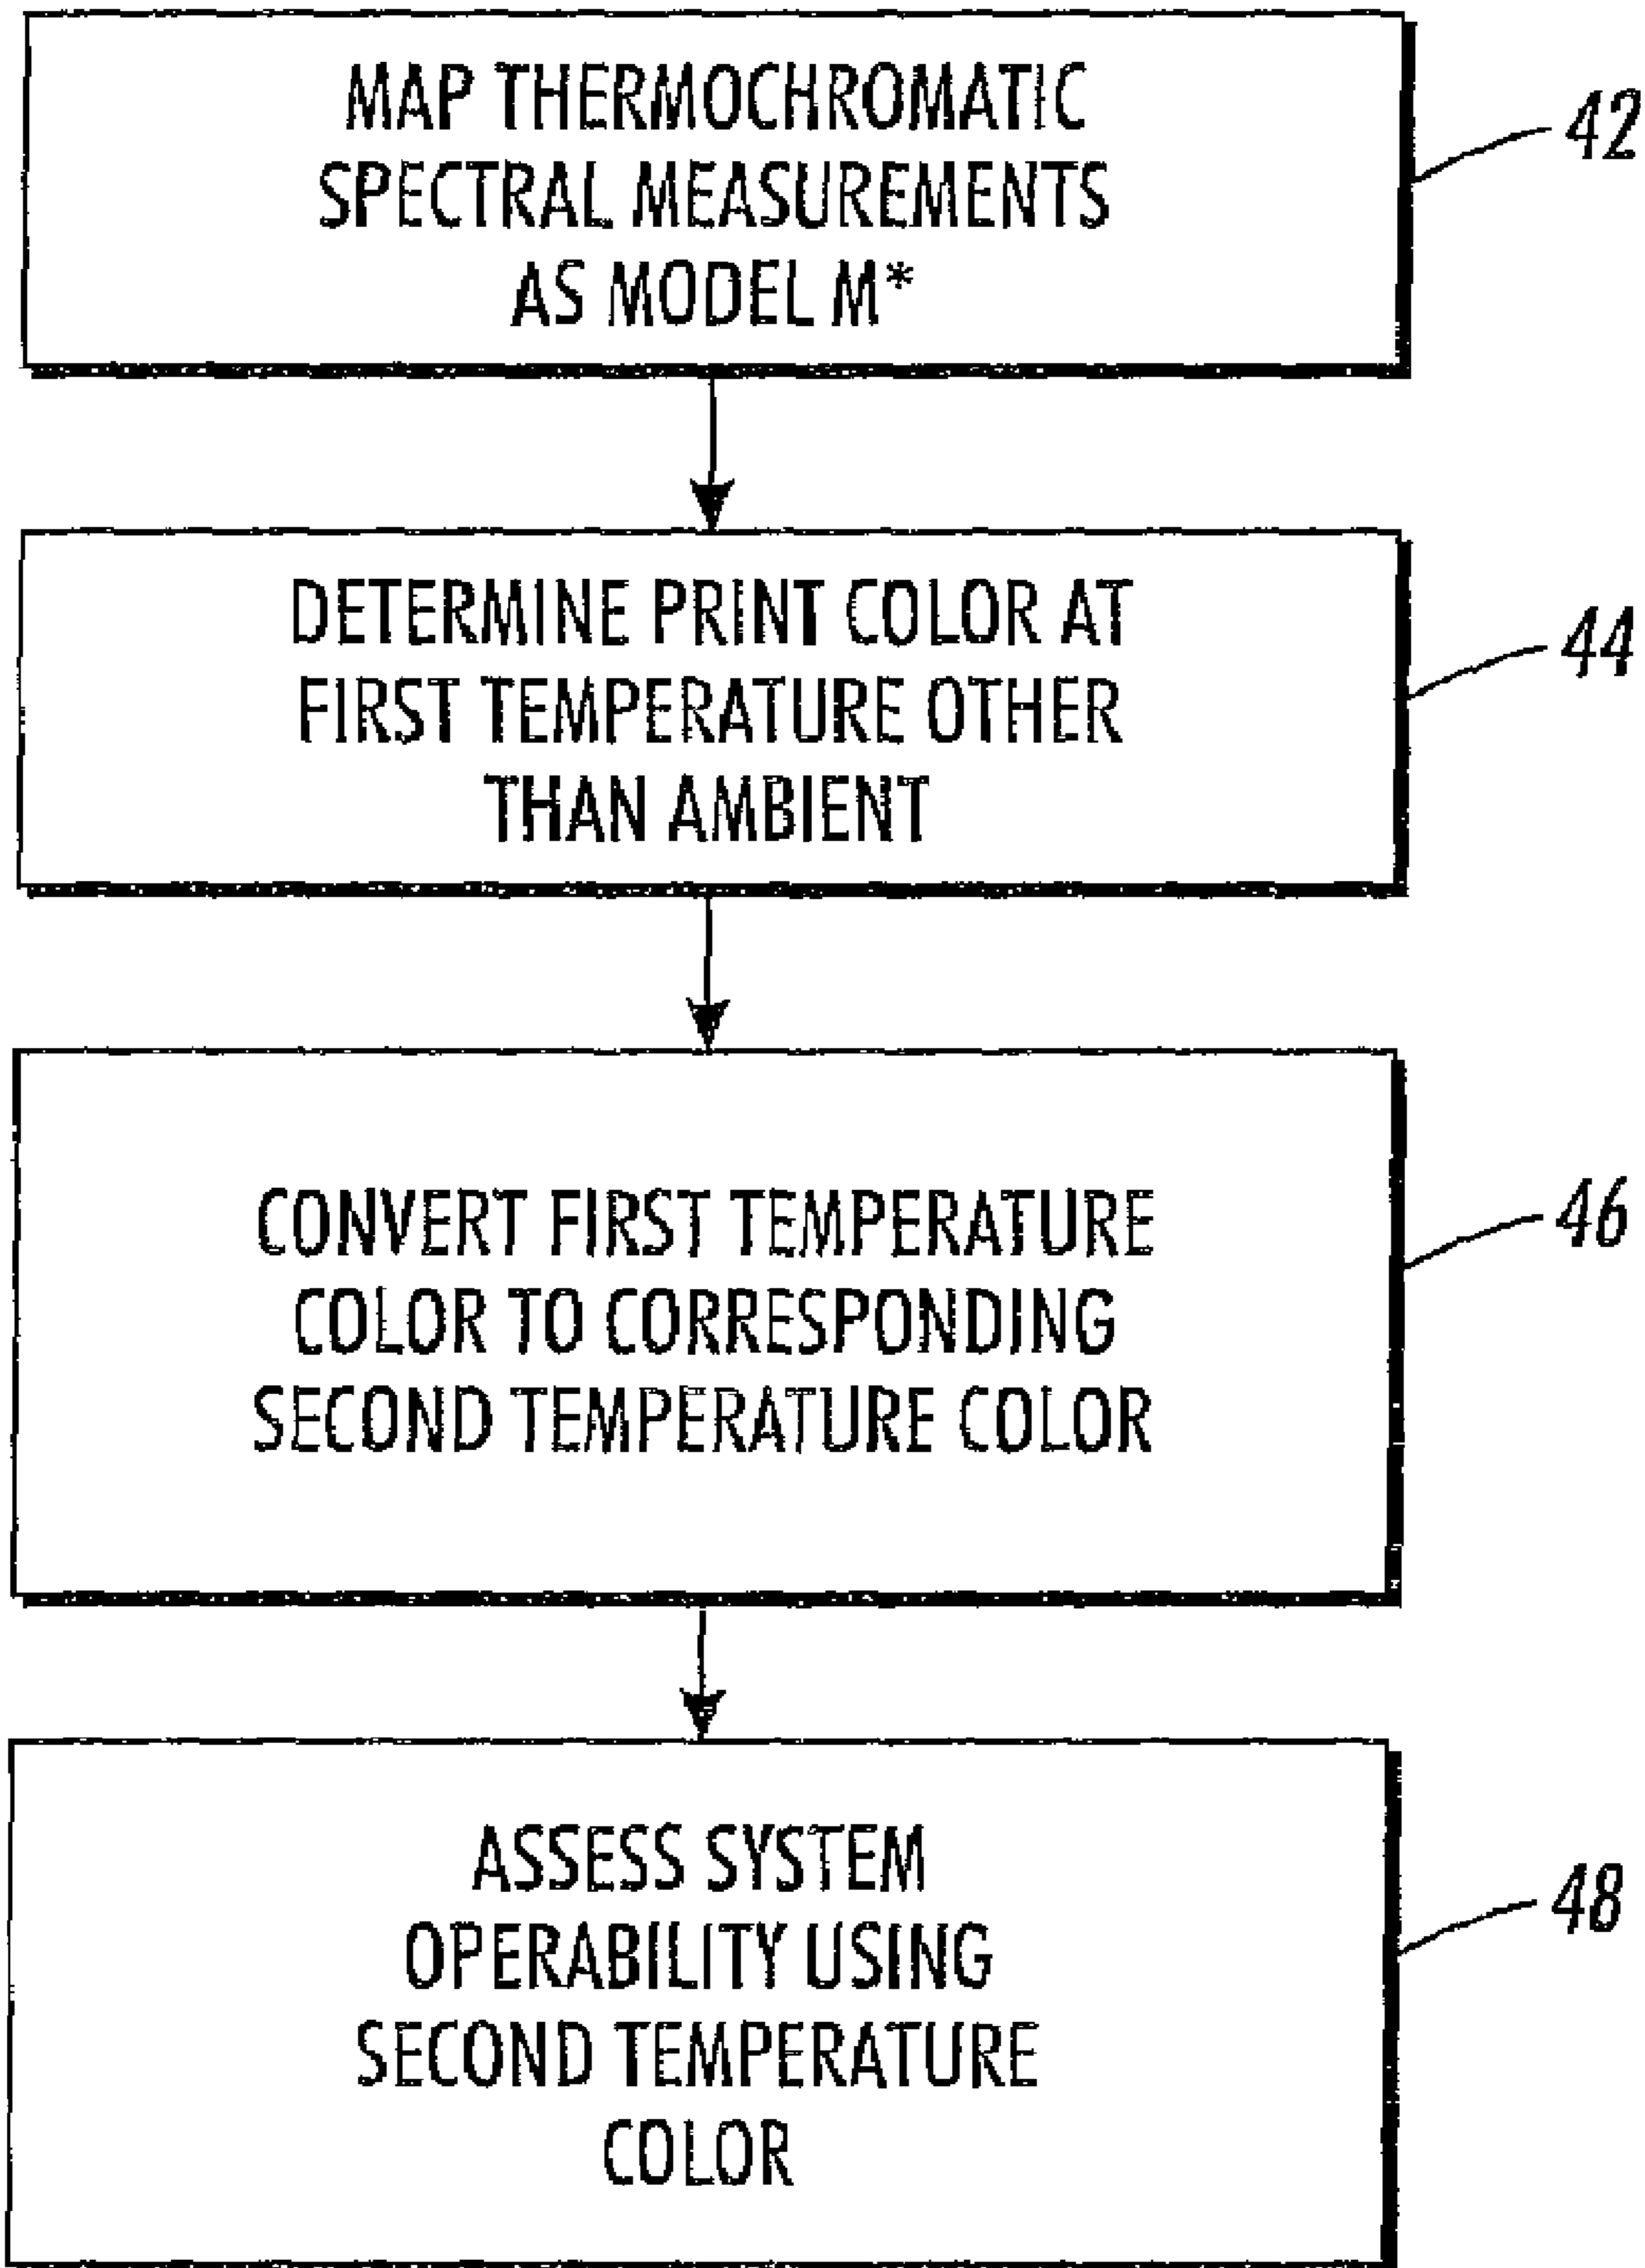 MAP THERMOCHROMATIC
SPECTRAL MEASUREMENTS
AS MODEL M*
42
DETERMINE PRINT COLOR AT
FIRST TEMPERATURE OTHER
THAN AMBIENT
44
CONVERT FIRST TEMPERATURE
COLOR TO CORRESPONDING
SECOND TEMPERATURE COLOR
46
ASSESS SYSTEM
OPERABILITY USING
SECOND TEMPERATURE
COLOR
48